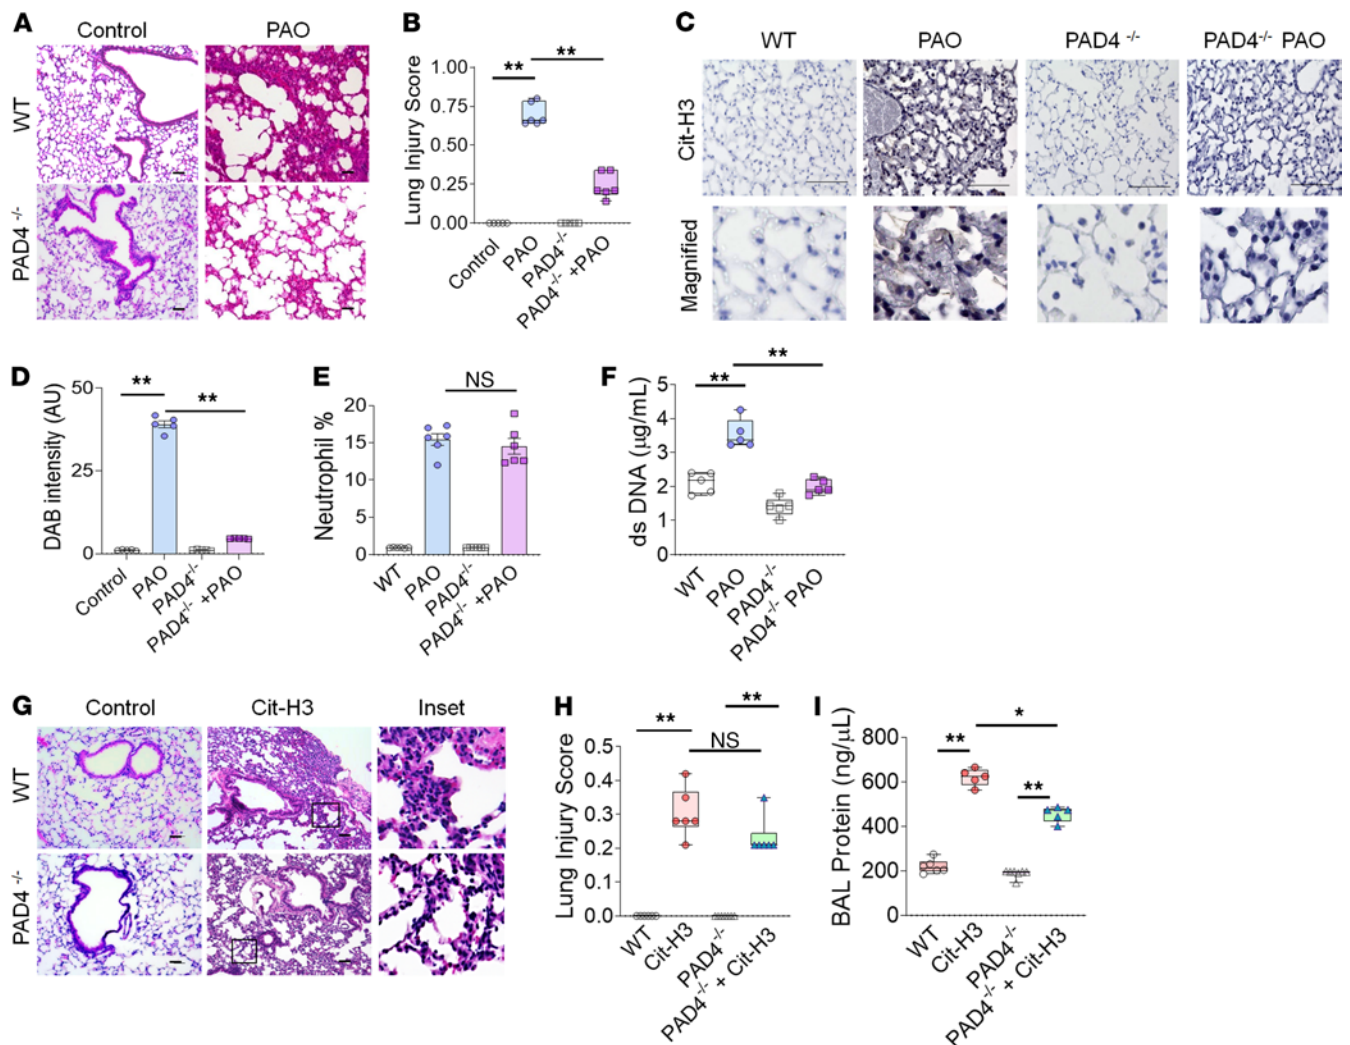 A
Control
PAO
WT
PAD4 -/-
B
Lung Injury Score
1.00
0.75
0.50
0.25
0.00
**
**
Control
PAO
PAD4-/-
PAD4-/- +PAO
C
WT
PAO
PAD4 -/-
PAD4-/- PAO
Cit-H3
Magnified
D
DAB intensity (AU)
50
25
0
**
**
Control
PAO
PAD4-/-
PAD4-/- +PAO
E
Neutrophil %
20
15
10
5
0
NS
WT
PAO
PAD4-/-
PAD4-/- +PAO
F
ds DNA (µg/mL)
5
4
3
2
1
0
**
**
WT
PAO
PAD4-/-
PAD4-/- PAO
G
Control
Cit-H3
Inset
WT
PAD4 -/-
H
Lung Injury Score
0.5
0.4
0.3
0.2
0.1
0.0
**
NS
**
WT
Cit-H3
PAD4-/-
PAD4-/- + Cit-H3
I
BAL Protein (ng/µL)
800
600
400
200
0
**
*
**
WT
Cit-H3
PAD4-/-
PAD4-/- + Cit-H3